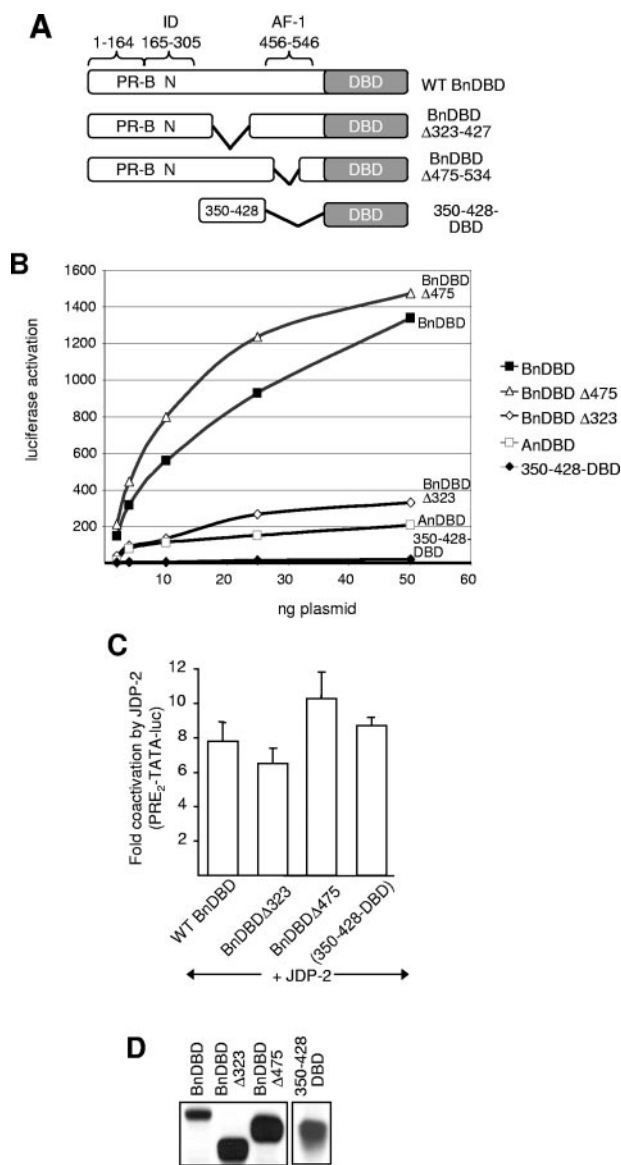 A
ID
AF-1
1-164
165-305
456-546
PR-B N
DBD
WT BnDBD
PR-B N
DBD
BnDBD
Δ323-427
PR-B N
DBD
BnDBD
Δ475-534
350-428
DBD
350-428-
DBD
B
luciferase activation
1600
1400
1200
1000
800
600
400
200
10
20
30
40
50
60
ng plasmid
BnDBD
Δ475
BnDBD
BnDBD
Δ323
AnDBD
350-428-
DBD
BnDBD
BnDBD Δ475
BnDBD Δ323
AnDBD
350-428-DBD
C
Fold coactivation by JDP-2
(PRE₂-TATA-luc)
12
10
8
6
4
2
WT BnDBD
BnDBDΔ323
BnDBDΔ475
(350-428-DBD)
+ JDP-2
D
BnDBD
BnDBD
Δ323
BnDBD
Δ475
350-428
DBD